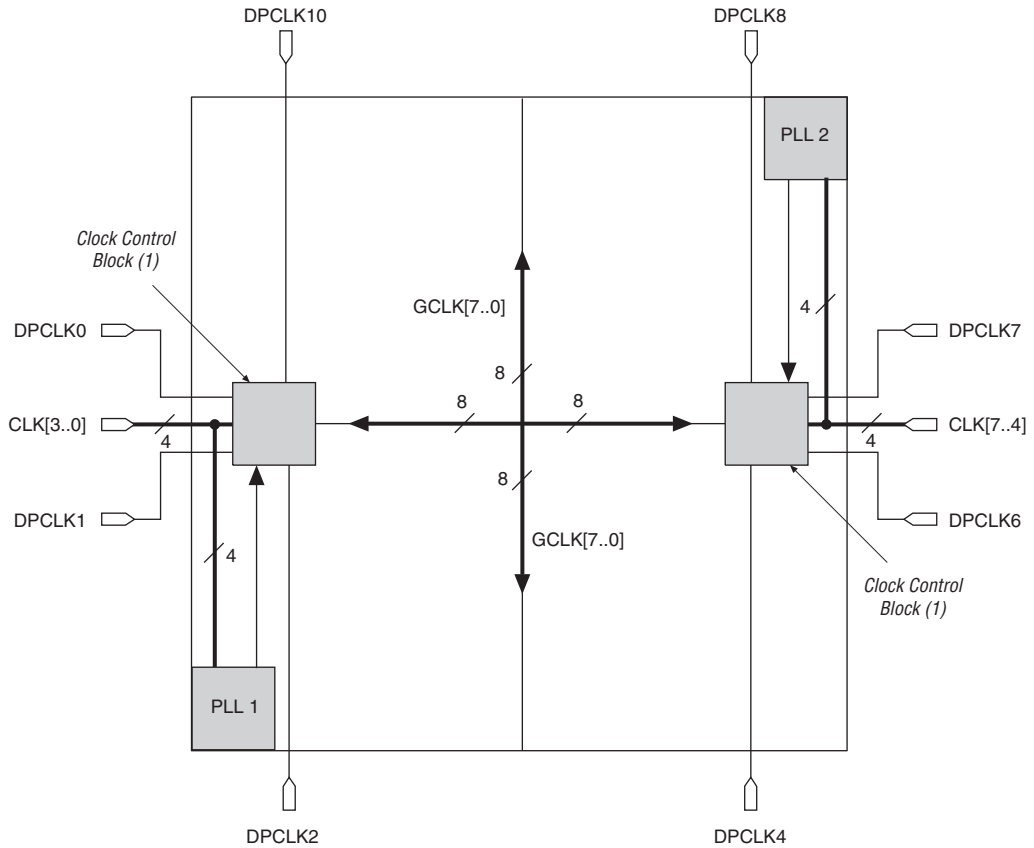 DPCLK10
DPCLK8
PLL 2
Clock Control
Block (1)
GCLK[7..0]
4
DPCLK0
DPCLK7
8
8
8
CLK[3..0]
4
4
CLK[7..4]
8
DPCLK1
DPCLK6
GCLK[7..0]
4
Clock Control
Block (1)
PLL 1
DPCLK2
DPCLK4